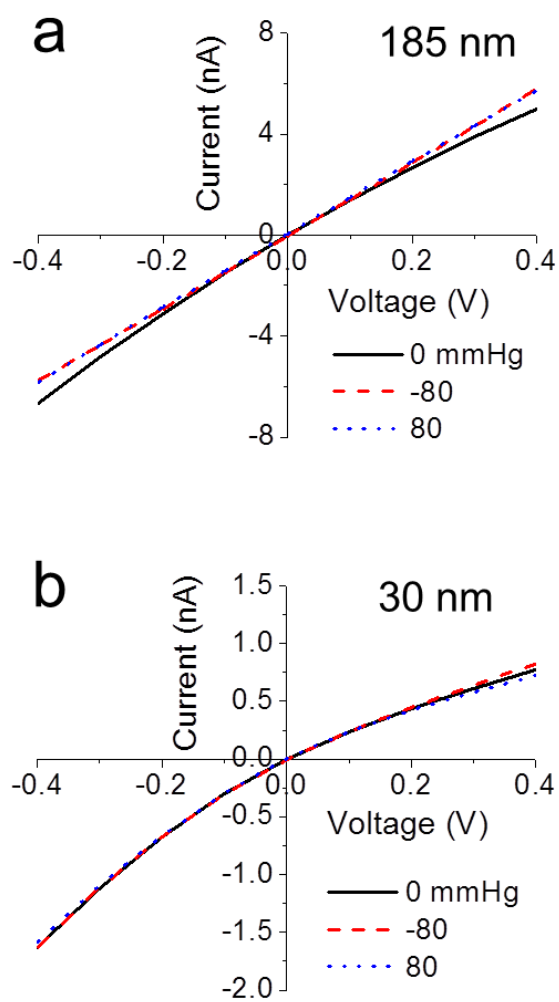 a
185 nm
Current (nA)
8
4
0
-4
-8
-0.4 -0.2 0.0 0.2 0.4
Voltage (V)
0 mmHg
-80
80
b
30 nm
Current (nA)
1.5
1.0
0.5
0.0
-0.5
-1.0
-1.5
-2.0
-0.4 -0.2 0.0 0.2 0.4
Voltage (V)
0 mmHg
-80
80